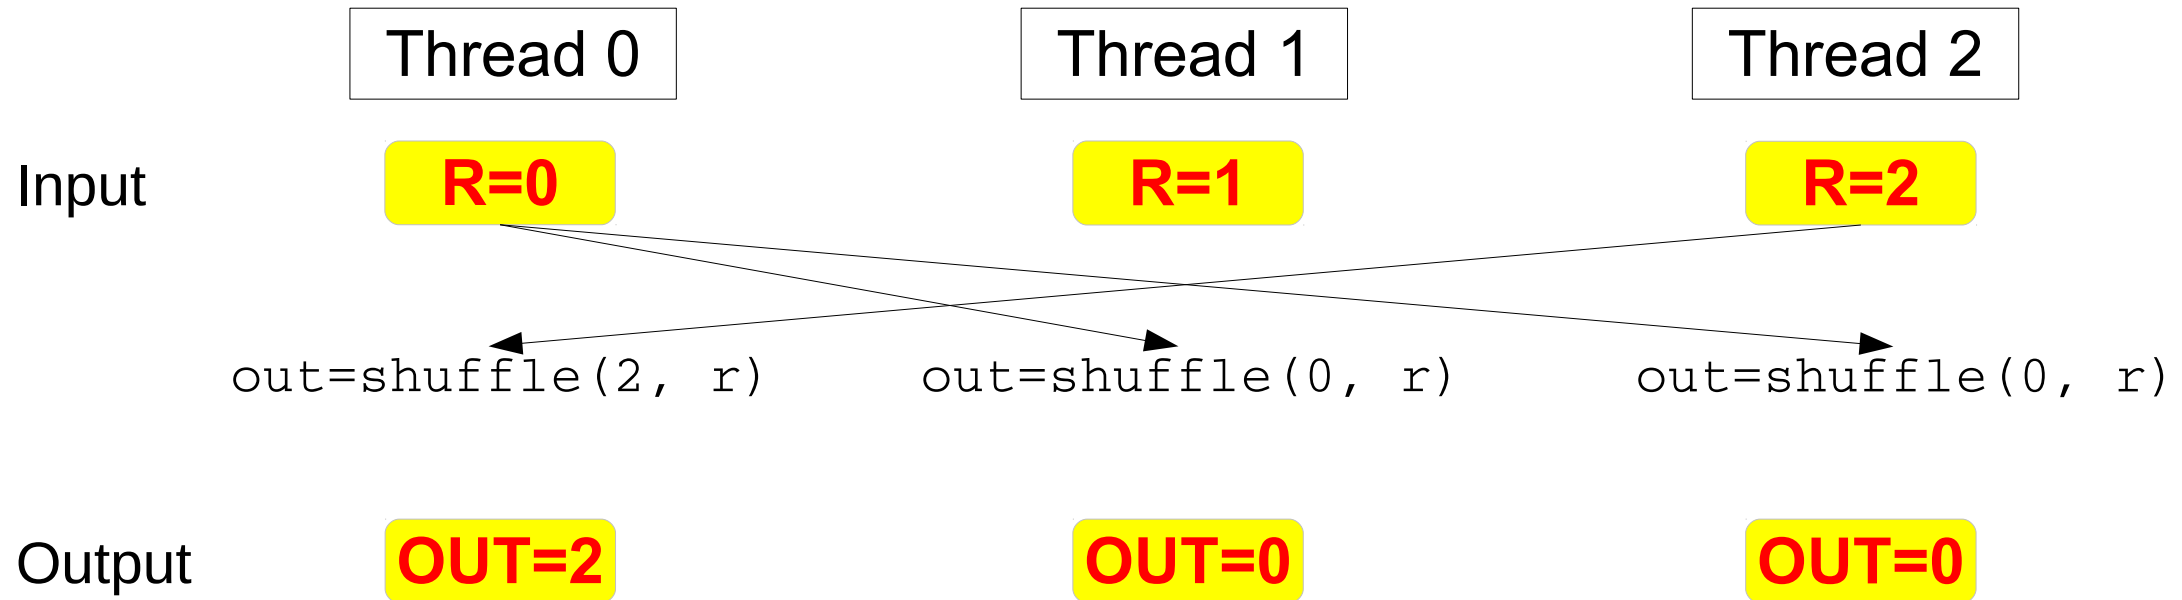 Thread 0 Thread 1 Thread 2
Input R=0 R=1 R=2
out=shuffle(2, r) out=shuffle(0, r) out=shuffle(0, r)
Output OUT=2 OUT=0 OUT=0